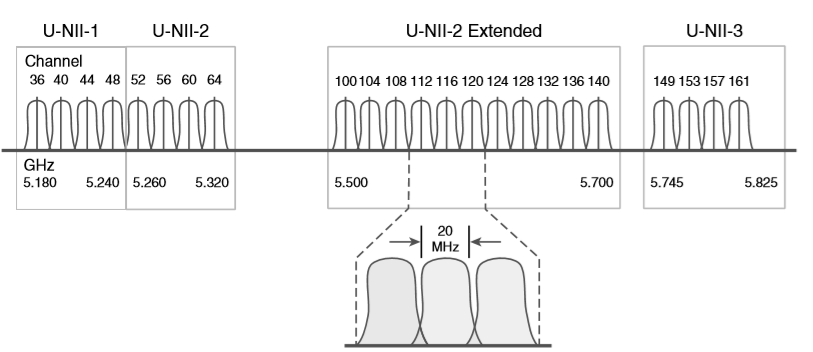 U-NII-1 U-NII-2 U-NII-2 Extended U-NII-3
Channel
36 40 44 48 52 56 60 64 100 104 108 112 116 120 124 128 132 136 140 149 153 157 161
GHz
5.180 5.240 5.260 5.320 5.500 5.700 5.745 5.825
20
MHz